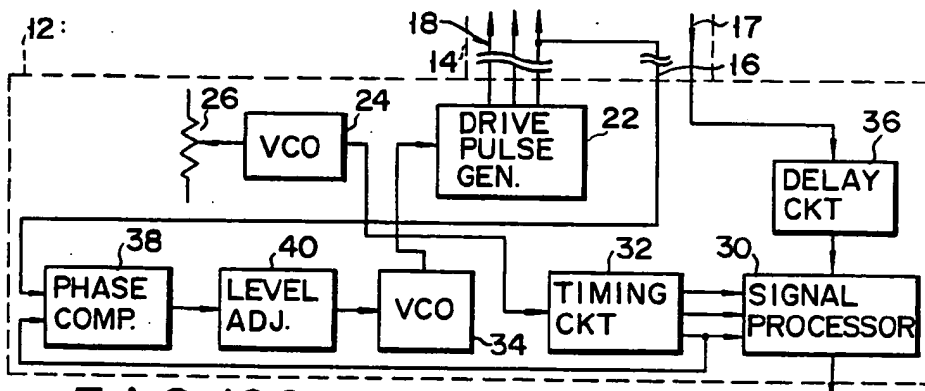 12:
18
14
17
16
26
24
VCO
DRIVE
PULSE
GEN.
22
36
DELAY
CKT
38
PHASE
COMP.
40
LEVEL
ADJ.
VCO
34
32
TIMING
CKT
30
SIGNAL
PROCESSOR